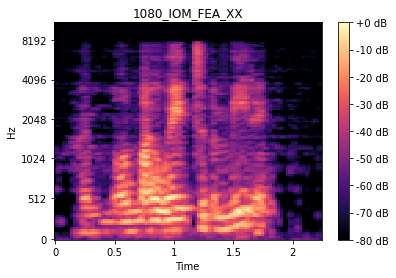 1080_IOM_FEA_XX
+0 dB
8192
-10 dB
4096
-20 dB
-30 dB
2048
Hz
-40 dB
1024
-50 dB
512
-60 dB
-70 dB
0
-80 dB
0 0.5 1 1.5 2
Time